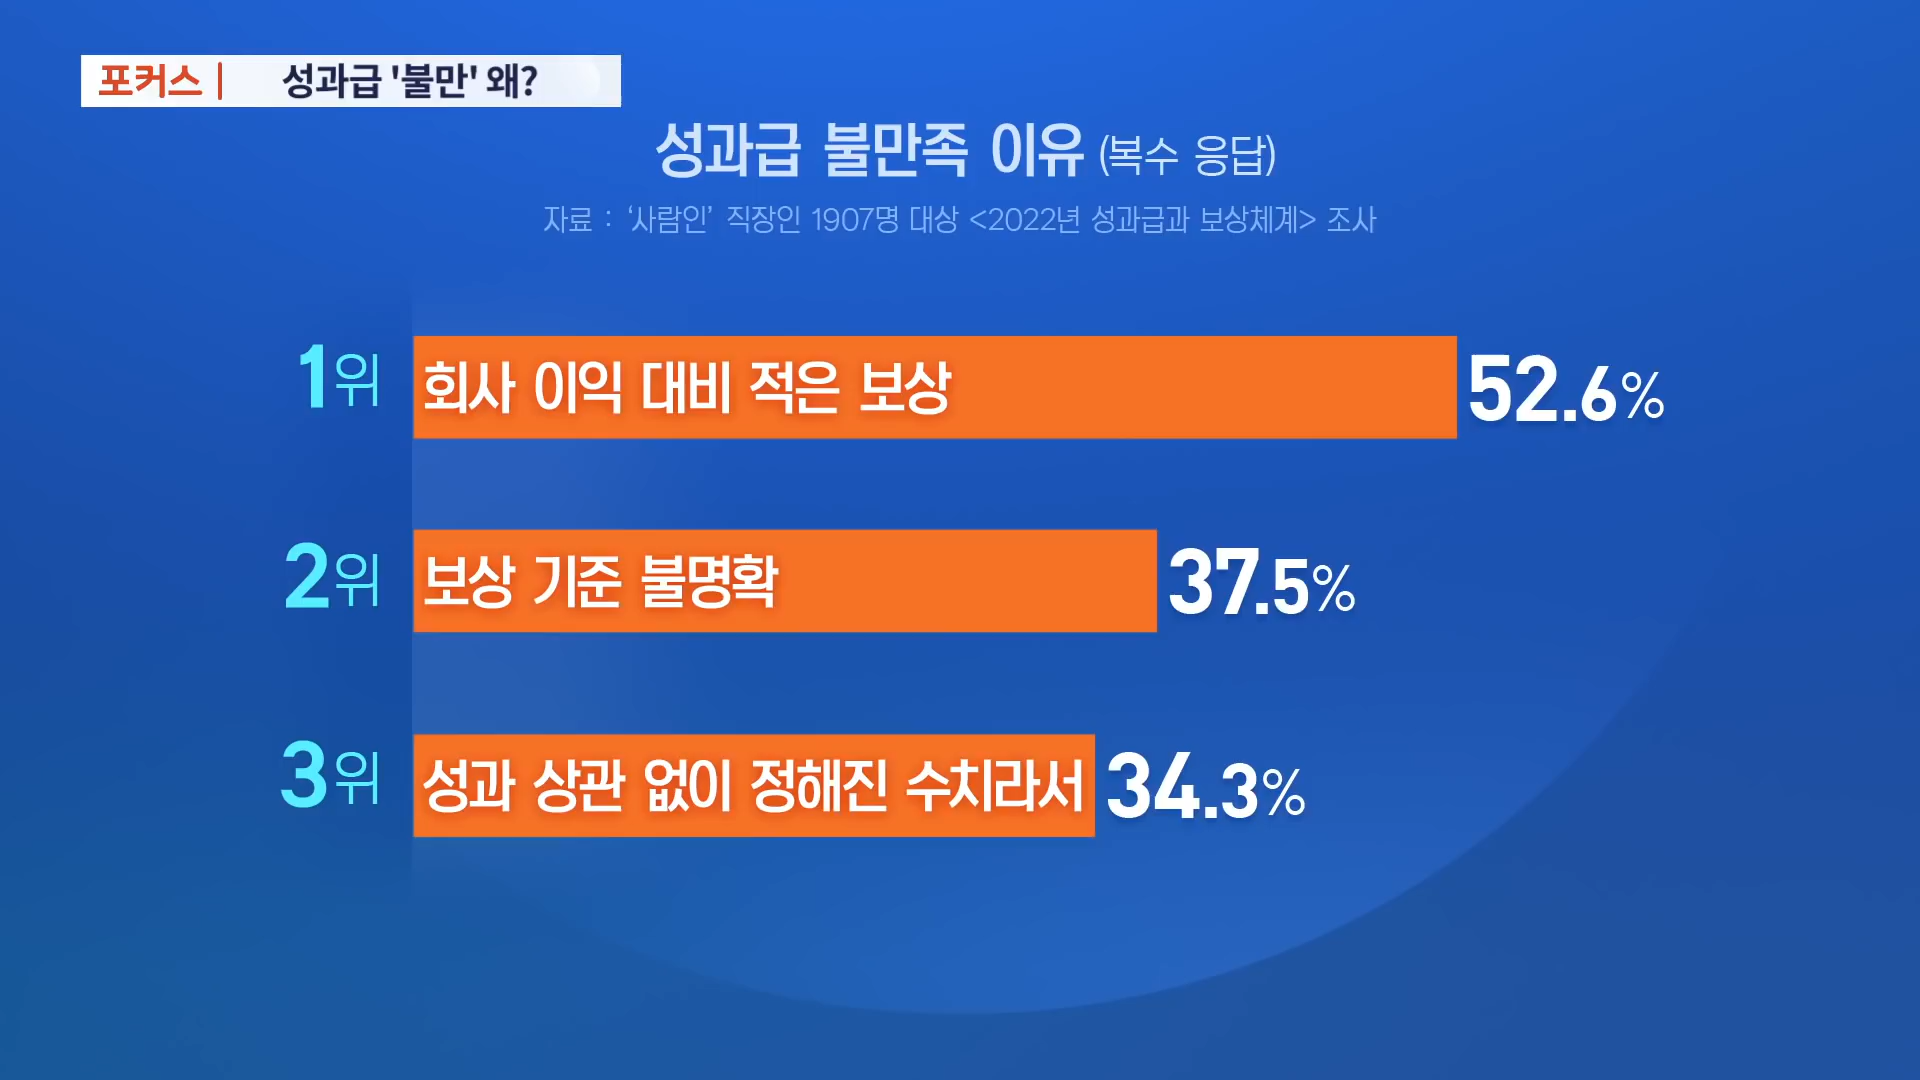 포커스 | 성과급 '불만' 왜?
성과급 불만족 이유 (복수 응답)
자료 : ‘사람인’ 직장인 1907명 대상 <2022년 성과급과 보상체계> 조사
1위 회사 이익 대비 적은 보상 52.6%
2위 보상 기준 불명확 37.5%
3위 성과 상관 없이 정해진 수치라서 34.3%